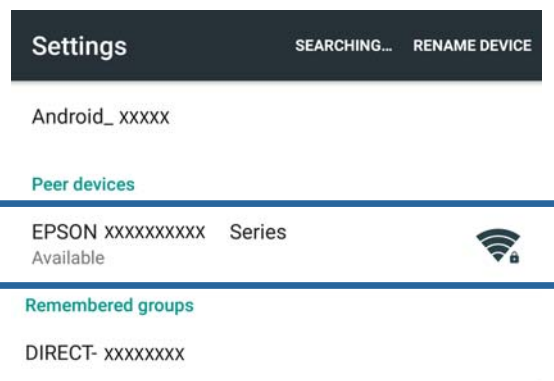 Settings SEARCHING... RENAME DEVICE
Android_ xxxxx
Peer devices
EPSON xxxxxxxxxx Series
Available
Remembered groups
DIRECT- xxxxxxxx